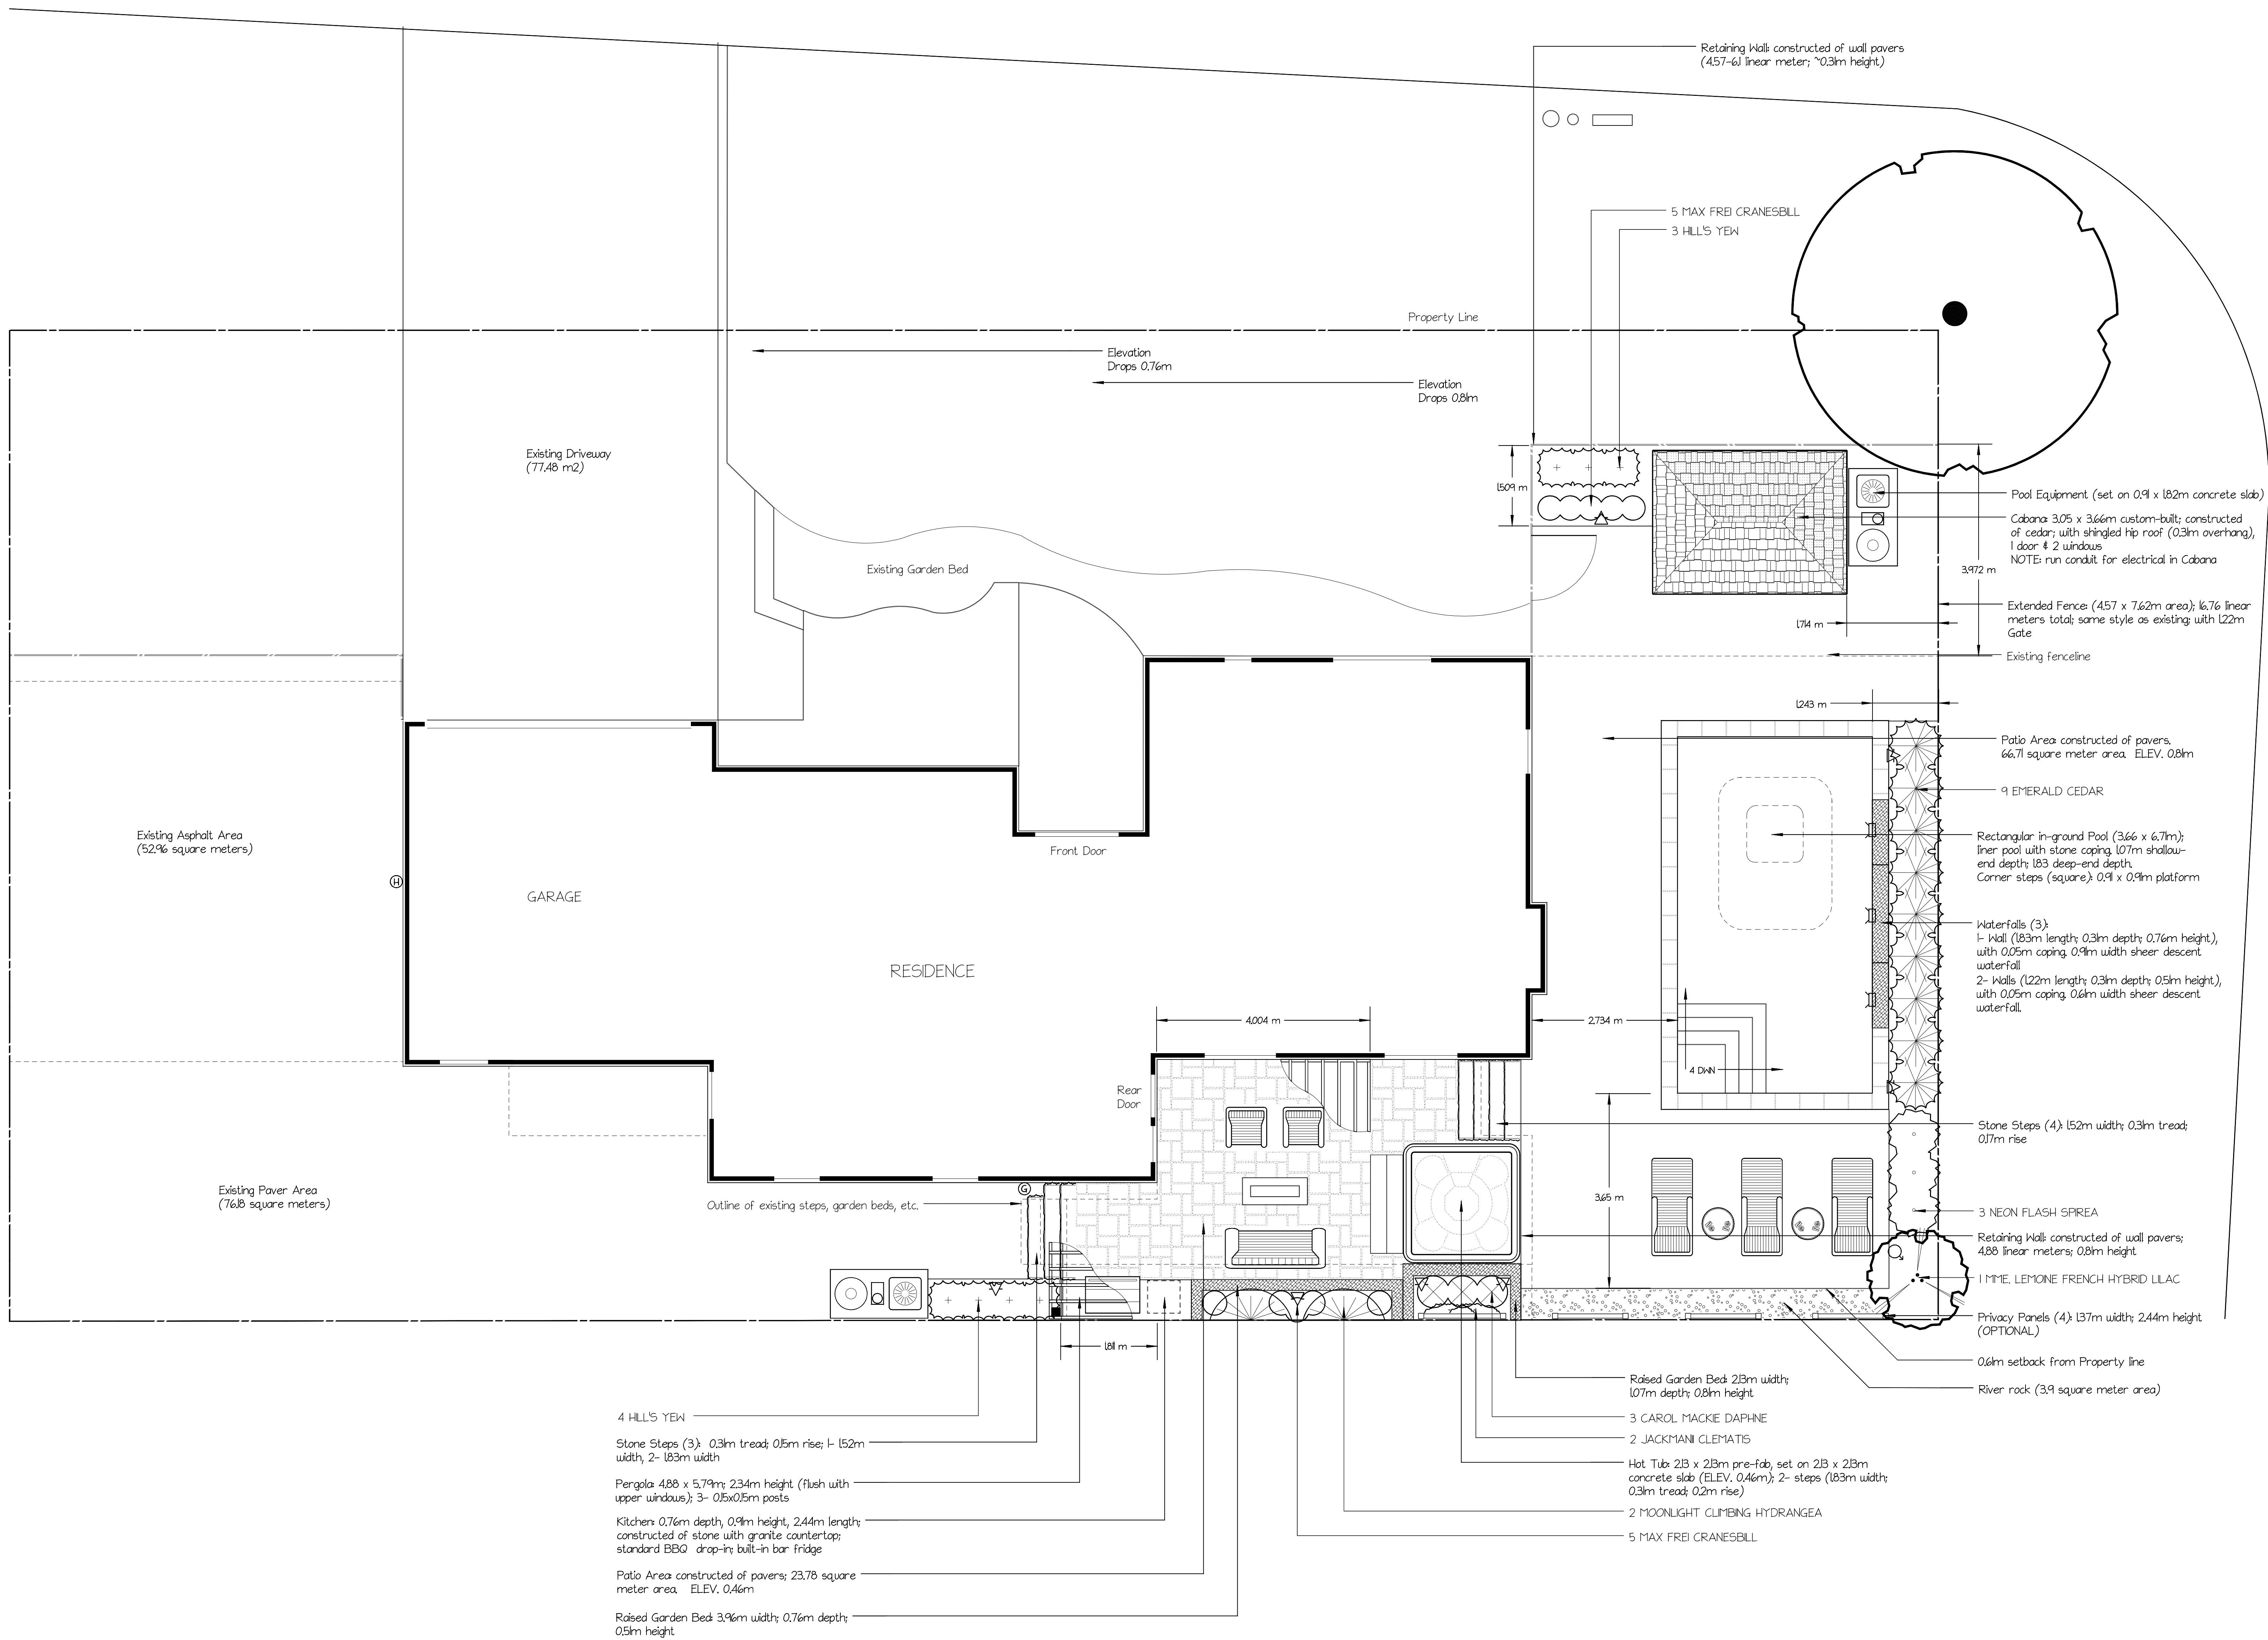 Retaining Wall: constructed of wall pavers
(4.57-6.1 linear meter; ~0.31m height)
5 MAX FREI CRANESBILL
3 HILL'S YEW
Property Line
Elevation
Drops 0.76m
Elevation
Drops 0.81m
Existing Driveway
(77.48 m2)
1.509 m
Pool Equipment (set on 0.91 x 1.82m concrete slab)
Cabana: 3.05 x 3.66m custom-built; constructed
of cedar; with shingled hip roof (0.31m overhang),
1 door & 2 windows
NOTE: run conduit for electrical in Cabana
3.972 m
Existing Garden Bed
Extended Fence: (4.57 x 7.62m area); 16.76 linear
meters total; same style as existing; with 1.22m
Gate
1.714 m
Existing fenceline
1.243 m
Patio Area: constructed of pavers.
66.71 square meter area. ELEV. 0.81m
9 EMERALD CEDAR
Existing Asphalt Area
(52.96 square meters)
Front Door
Rectangular in-ground Pool (3.66 x 6.71m);
liner pool with stone coping. 1.07m shallow-
end depth; 1.83 deep-end depth.
Corner steps (square): 0.91 x 0.91m platform
H
GARAGE
Waterfalls (3):
1- Wall (1.83m length; 0.31m depth; 0.76m height),
with 0.05m coping. 0.91m width sheer descent
waterfall
2- Walls (1.22m length; 0.31m depth; 0.51m height),
with 0.05m coping. 0.61m width sheer descent
waterfall.
RESIDENCE
4.004 m
2.734 m
4 DWN
Rear
Door
Stone Steps (4): 1.52m width; 0.31m tread;
0.17m rise
Existing Paver Area
(76.18 square meters)
G
Outline of existing steps, garden beds, etc.
3.65 m
3 NEON FLASH SPIREA
Retaining Wall: constructed of wall pavers;
4.88 linear meters; 0.81m height
1 MME. LEMOINE FRENCH HYBRID LILAC
Privacy Panels (4): 1.37m width; 2.44m height
(OPTIONAL)
1.811 m
0.61m setback from Property line
River rock (3.9 square meter area)
Raised Garden Bed: 2.13m width;
1.07m depth; 0.81m height
4 HILL'S YEW
3 CAROL MACKIE DAPHNE
Stone Steps (3): 0.31m tread; 0.15m rise; 1- 1.52m
width, 2- 1.83m width
2 JACKMANII CLEMATIS
Hot Tub: 2.13 x 2.13m pre-fab, set on 2.13 x 2.13m
concrete slab (ELEV. 0.46m); 2- steps (1.83m width;
0.31m tread; 0.2m rise)
Pergola: 4.88 x 5.79m; 2.34m height (flush with
upper windows); 3- 0.15x0.15m posts
2 MOONLIGHT CLIMBING HYDRANGEA
Kitchen: 0.76m depth, 0.91m height, 2.44m length;
constructed of stone with granite countertop;
standard BBQ drop-in; built-in bar fridge
5 MAX FREI CRANESBILL
Patio Area: constructed of pavers; 23.78 square
meter area. ELEV. 0.46m
Raised Garden Bed: 3.96m width; 0.76m depth;
0.51m height